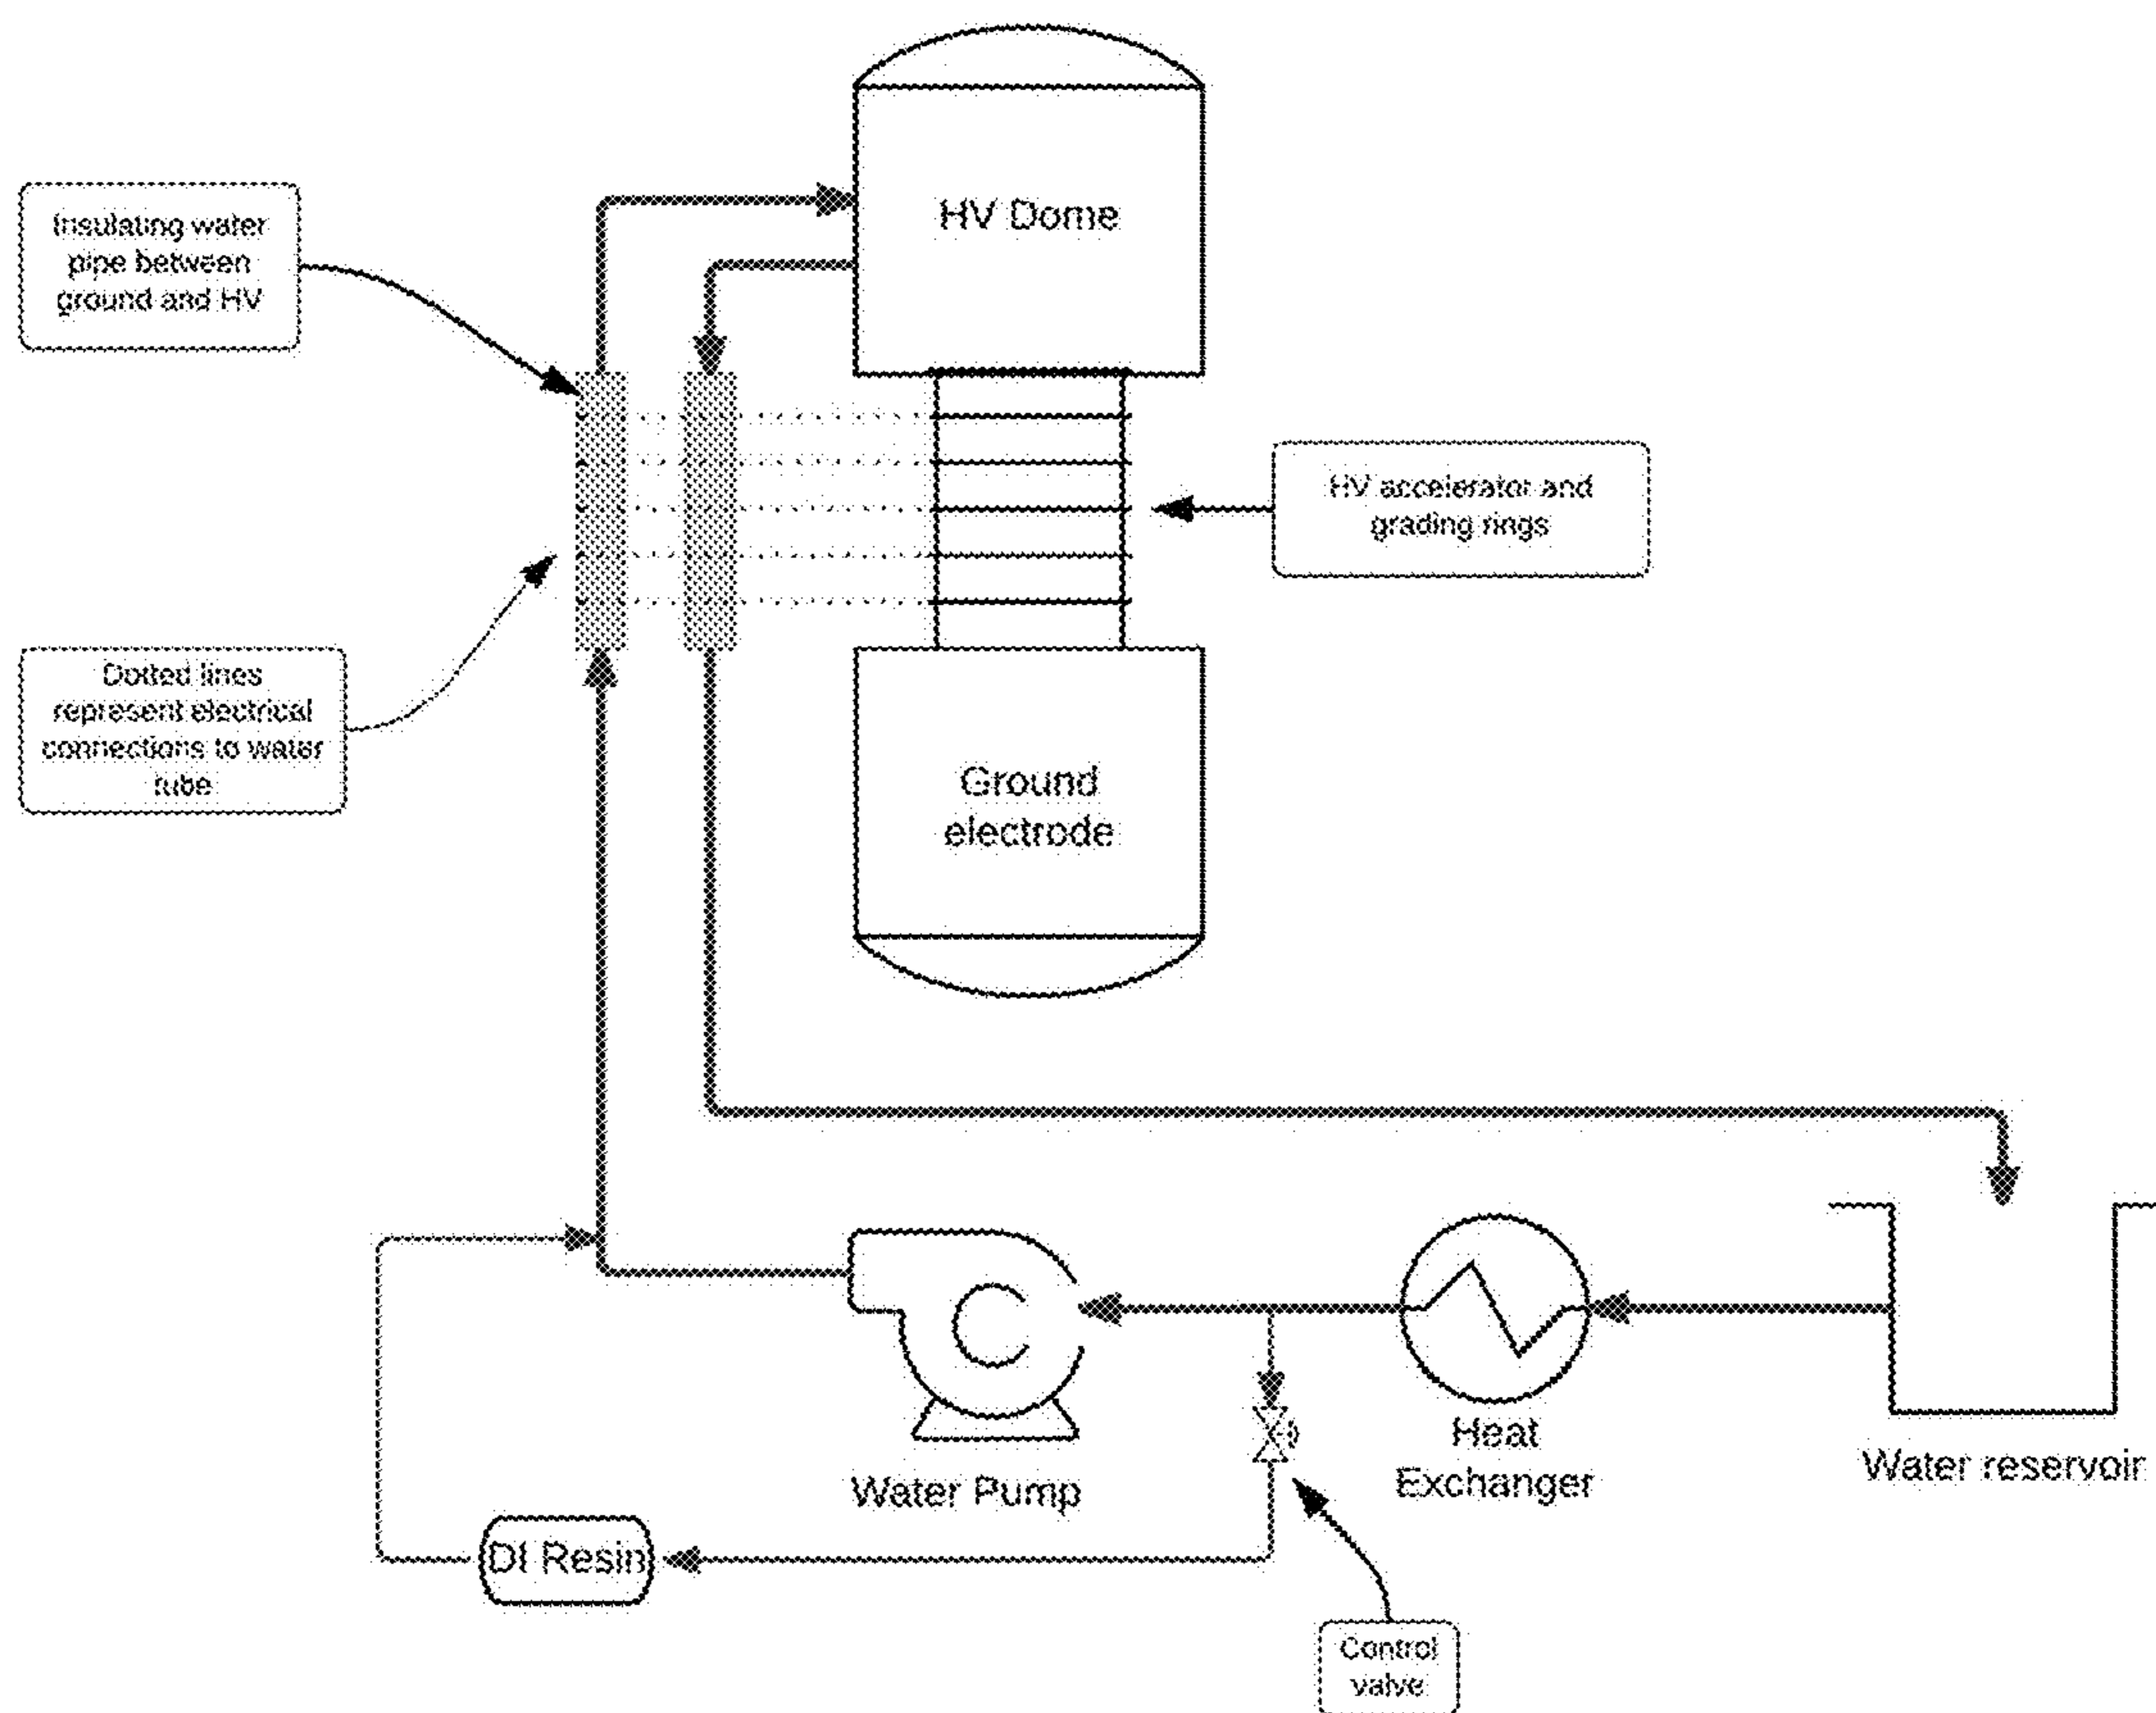 HV Dome
Insulating water
pipe between
ground and HV
HV accelerator and
grading rings
Dotted lines
represent electrical
connections to water
tube
Ground
electrode
Heat
Exchanger
Water reservoir
Water Pump
DI Resin
Control
valve